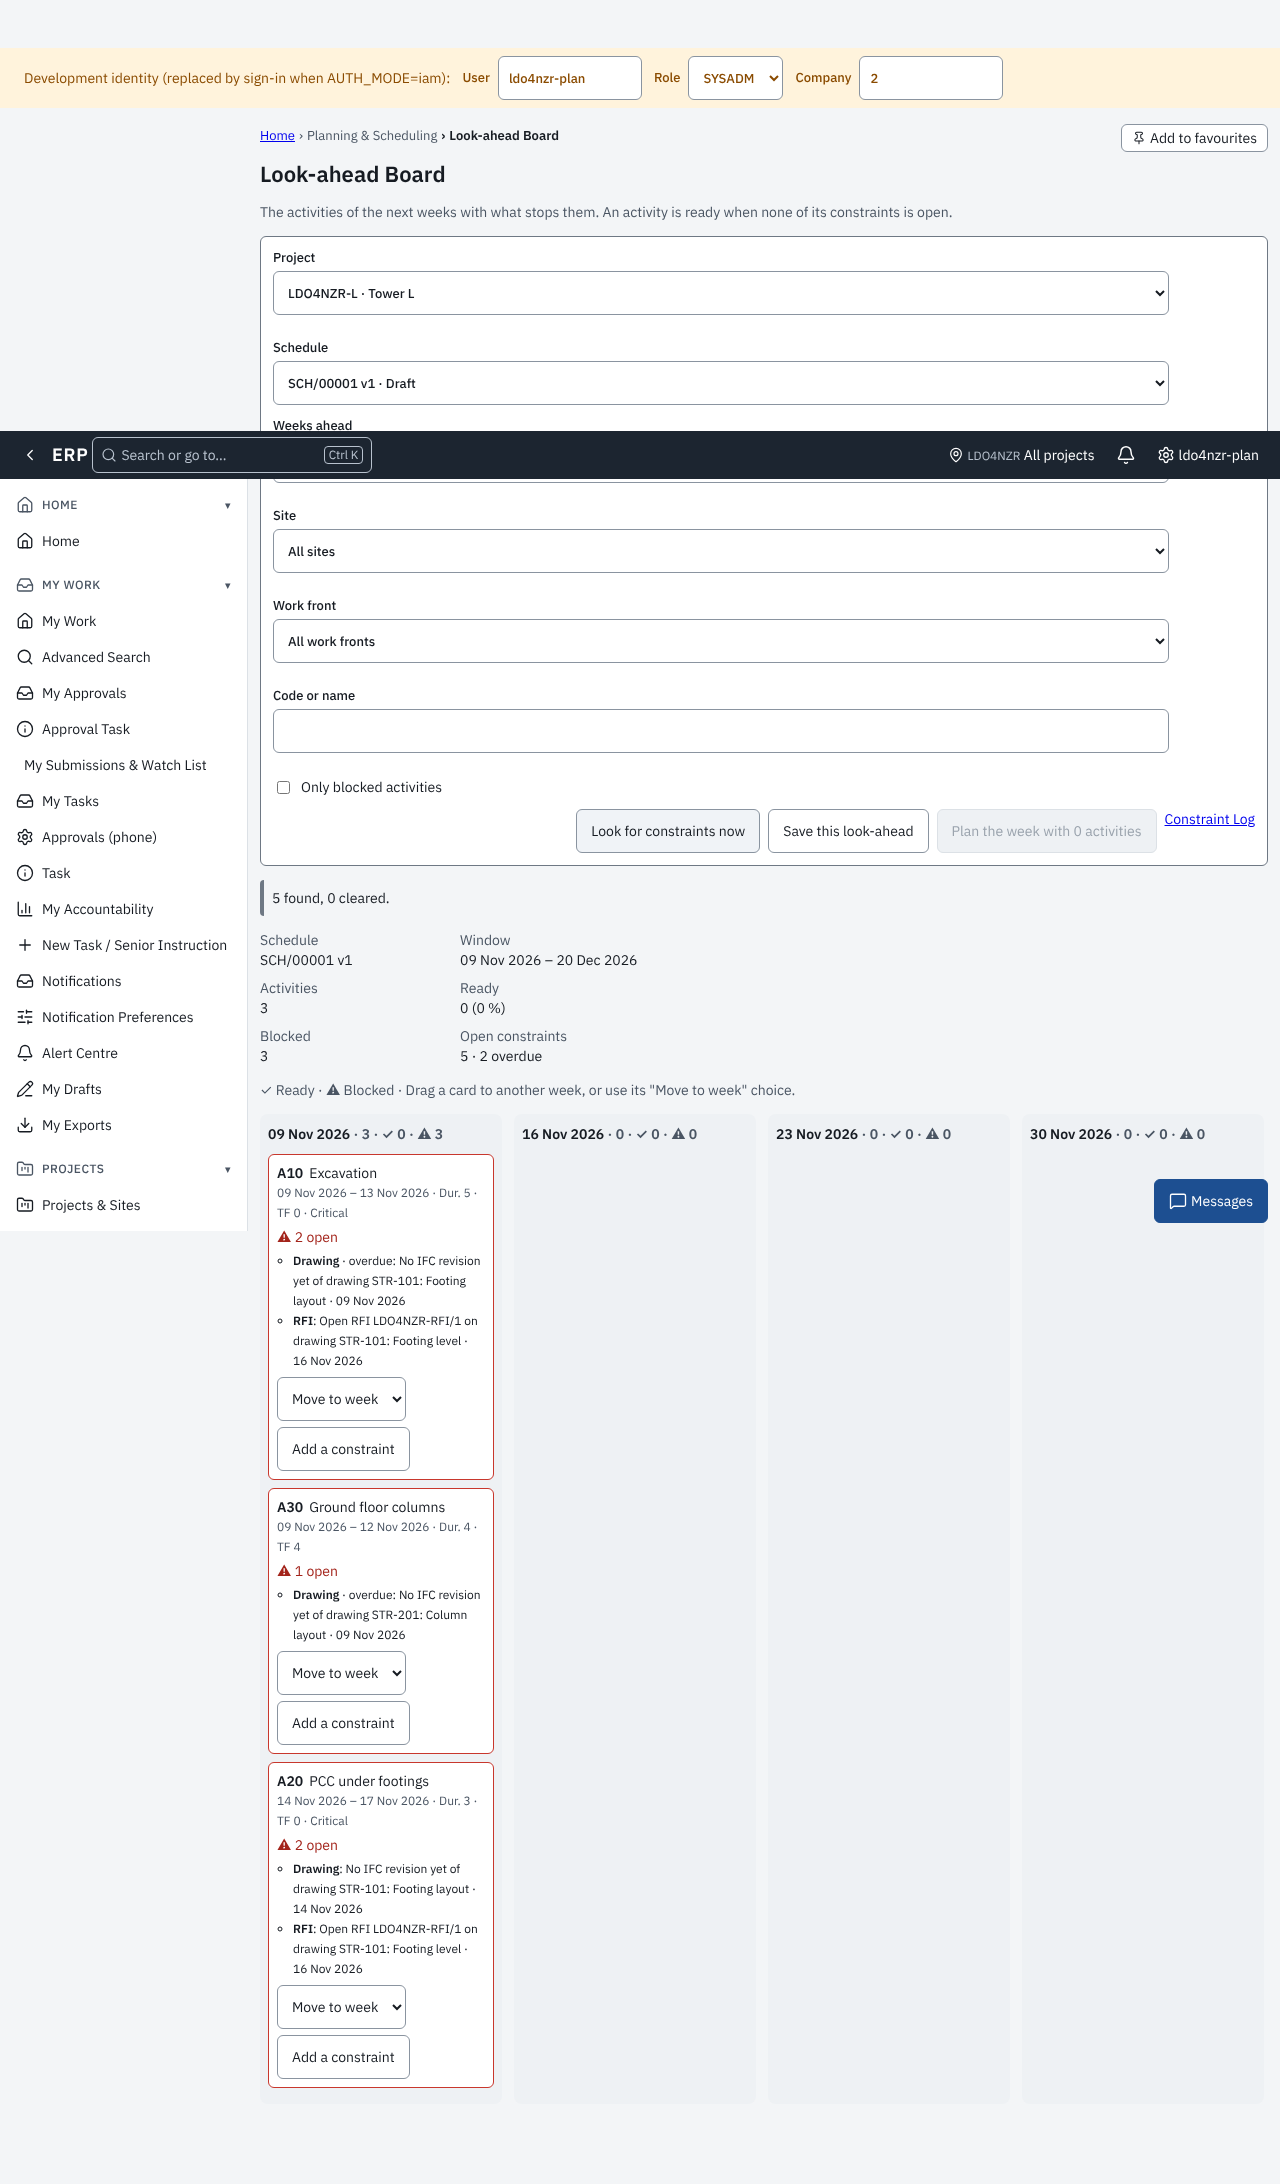 Development identity (replaced by sign-in when AUTH_MODE=iam): User ldo4nzr-plan Role SYSADM Company 2
Home › Planning & Scheduling › Look-ahead Board
Add to favourites
Look-ahead Board
The activities of the next weeks with what stops them. An activity is ready when none of its constraints is open.
Project
LDO4NZR-L · Tower L
Schedule
SCH/00001 v1 · Draft
Weeks ahead
ERP
Search or go to...
Ctrl K
LDO4NZR All projects
ldo4nzr-plan
HOME
Home
MY WORK
My Work
Advanced Search
My Approvals
Approval Task
My Submissions & Watch List
My Tasks
Approvals (phone)
Task
My Accountability
New Task / Senior Instruction
Notifications
Notification Preferences
Alert Centre
My Drafts
My Exports
PROJECTS
Projects & Sites
Site
All sites
Work front
All work fronts
Code or name
Only blocked activities
Look for constraints now
Save this look-ahead
Plan the week with 0 activities
Constraint Log
5 found, 0 cleared.
Schedule
SCH/00001 v1
Window
09 Nov 2026 – 20 Dec 2026
Activities
3
Ready
0 (0 %)
Blocked
3
Open constraints
5 · 2 overdue
✓ Ready · ⚠ Blocked · Drag a card to another week, or use its "Move to week" choice.
09 Nov 2026 · 3 · ✓ 0 · ⚠ 3
A10 Excavation
09 Nov 2026 – 13 Nov 2026 · Dur. 5 ·
TF 0 · Critical
⚠ 2 open
Drawing · overdue: No IFC revision
yet of drawing STR-101: Footing
layout · 09 Nov 2026
RFI: Open RFI LDO4NZR-RFI/1 on
drawing STR-101: Footing level ·
16 Nov 2026
Move to week
Add a constraint
A30 Ground floor columns
09 Nov 2026 – 12 Nov 2026 · Dur. 4 ·
TF 4
⚠ 1 open
Drawing · overdue: No IFC revision
yet of drawing STR-201: Column
layout · 09 Nov 2026
Move to week
Add a constraint
A20 PCC under footings
14 Nov 2026 – 17 Nov 2026 · Dur. 3 ·
TF 0 · Critical
⚠ 2 open
Drawing: No IFC revision yet of
drawing STR-101: Footing layout ·
14 Nov 2026
RFI: Open RFI LDO4NZR-RFI/1 on
drawing STR-101: Footing level ·
16 Nov 2026
Move to week
Add a constraint
16 Nov 2026 · 0 · ✓ 0 · ⚠ 0
23 Nov 2026 · 0 · ✓ 0 · ⚠ 0
30 Nov 2026 · 0 · ✓ 0 · ⚠ 0
Messages